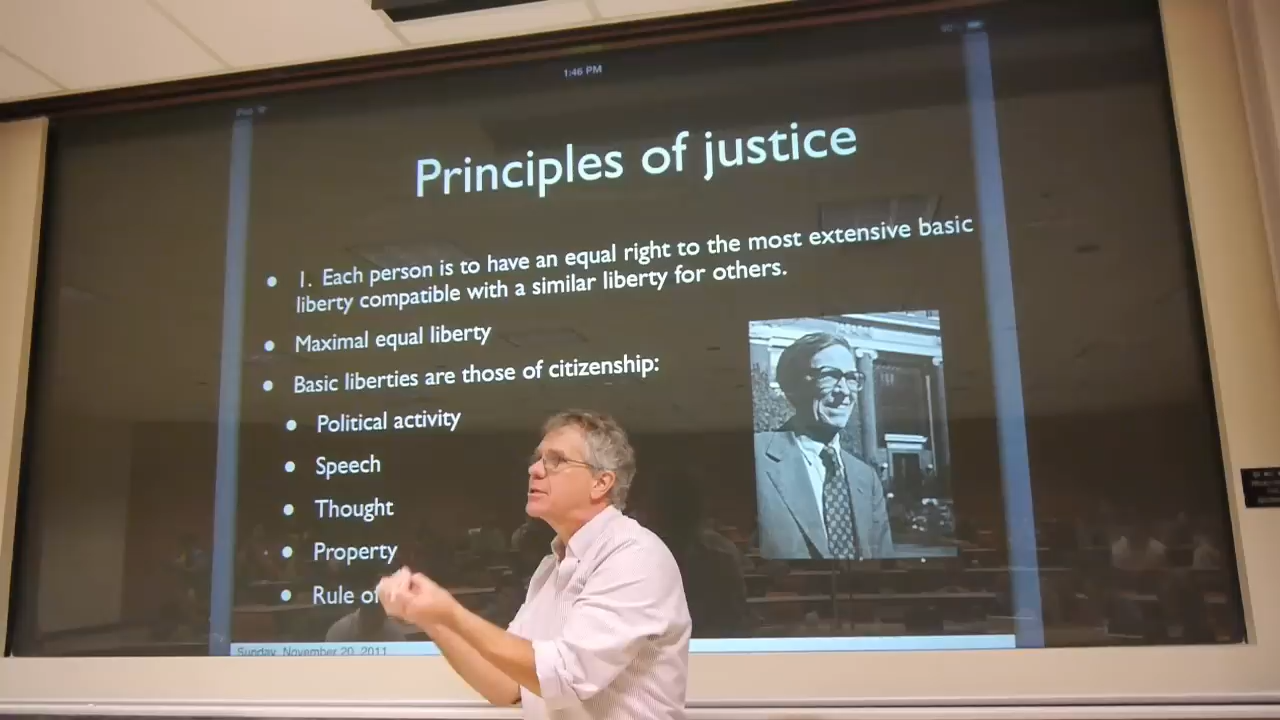 1:46 PM
iPad
Principles of justice
• 1. Each person is to have an equal right to the most extensive basic
liberty compatible with a similar liberty for others.
• Maximal equal liberty
• Basic liberties are those of citizenship:
• Political activity
• Speech
• Thought
• Property
• Rule of
Sunday, November 20, 2011